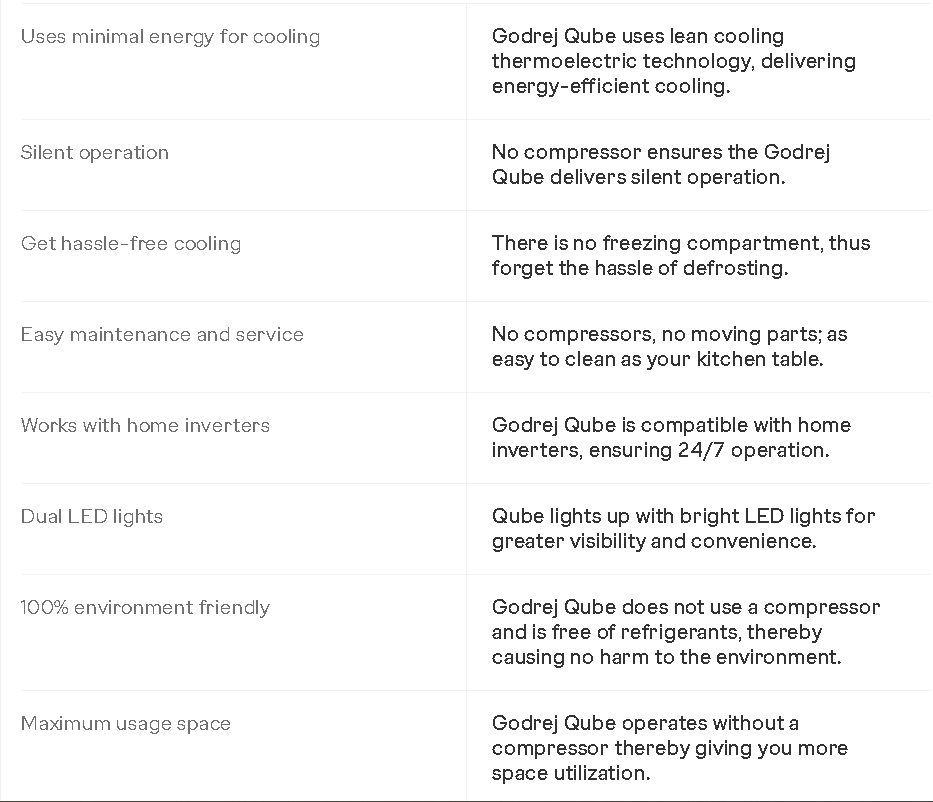 Uses minimal energy for cooling
Godrej Qube uses lean cooling
thermoelectric technology, delivering
energy-efficient cooling.
Silent operation
No compressor ensures the Godrej
Qube delivers silent operation.
Get hassle-free cooling
There is no freezing compartment, thus
forget the hassle of defrosting.
Easy maintenance and service
No compressors, no moving parts; as
easy to clean as your kitchen table.
Works with home inverters
Godrej Qube is compatible with home
inverters, ensuring 24/7 operation.
Dual LED lights
Qube lights up with bright LED lights for
greater visibility and convenience.
100% environment friendly
Godrej Qube does not use a compressor
and is free of refrigerants, thereby
causing no harm to the environment.
Maximum usage space
Godrej Qube operates without a
compressor thereby giving you more
space utilization.